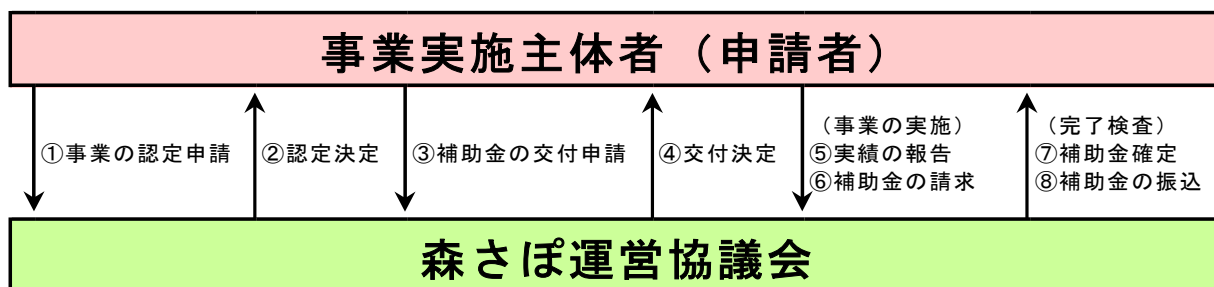 事業実施主体者（申請者）
①事業の認定申請
②認定決定
③補助金の交付申請
④交付決定
（事業の実施）
⑤実績の報告
⑥補助金の請求
（完了検査）
⑦補助金確定
⑧補助金の振込
森さぽ運営協議会